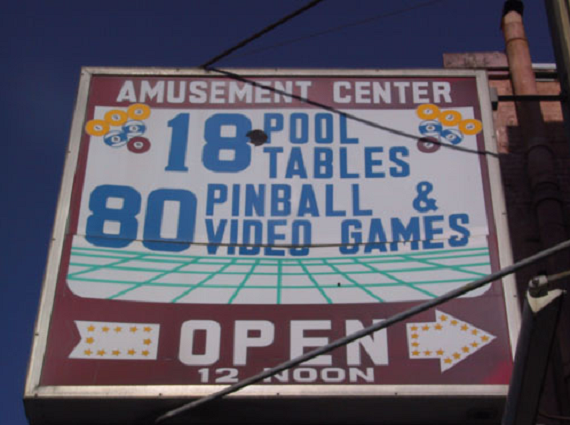 AMUSEMENT CENTER
18 POOL TABLES
80 PINBALL & VIDEO GAMES
OPEN
12 NOON